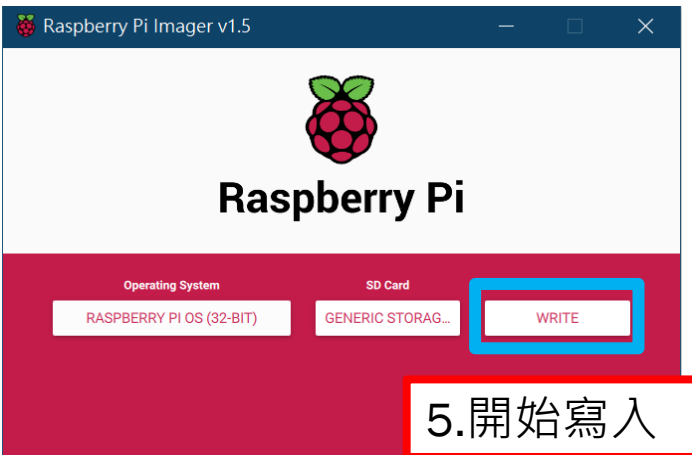 Raspberry Pi Imager v1.5
Raspberry Pi
Operating System
SD Card
RASPBERRY PI OS (32-BIT)
GENERIC STORAG...
WRITE
5.開始寫入